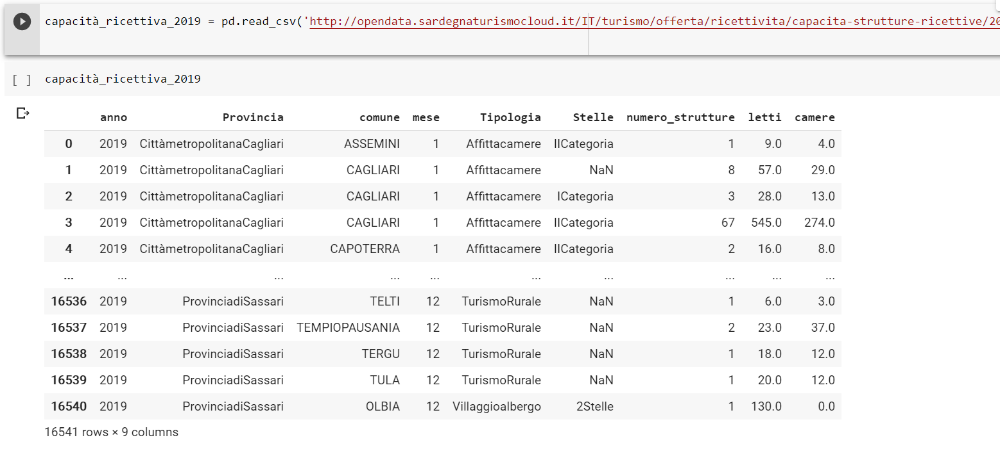 capacità_ricettiva_2019 = pd.read_csv('http://opendata.sardegnaturismocloud.it/IT/turismo/offerta/ricettivita/capacita-strutture-ricettive/20
[ ] capacità_ricettiva_2019
anno Provincia comune mese Tipologia Stelle numero_strutture letti camere
0 2019 CittàmetropolitanaCagliari ASSEMINI 1 Affittacamere IICategoria 1 9.0 4.0
1 2019 CittàmetropolitanaCagliari CAGLIARI 1 Affittacamere NaN 8 57.0 29.0
2 2019 CittàmetropolitanaCagliari CAGLIARI 1 Affittacamere ICategoria 3 28.0 13.0
3 2019 CittàmetropolitanaCagliari CAGLIARI 1 Affittacamere IICategoria 67 545.0 274.0
4 2019 CittàmetropolitanaCagliari CAPOTERRA 1 Affittacamere IICategoria 2 16.0 8.0
... ... ... ... ... ... ... ... ... ...
16536 2019 ProvinciadiSassari TELTI 12 TurismoRurale NaN 1 6.0 3.0
16537 2019 ProvinciadiSassari TEMPIOPAUSANIA 12 TurismoRurale NaN 2 23.0 37.0
16538 2019 ProvinciadiSassari TERGU 12 TurismoRurale NaN 1 18.0 12.0
16539 2019 ProvinciadiSassari TULA 12 TurismoRurale NaN 1 20.0 12.0
16540 2019 ProvinciadiSassari OLBIA 12 Villaggioalbergo 2Stelle 1 130.0 0.0
16541 rows × 9 columns